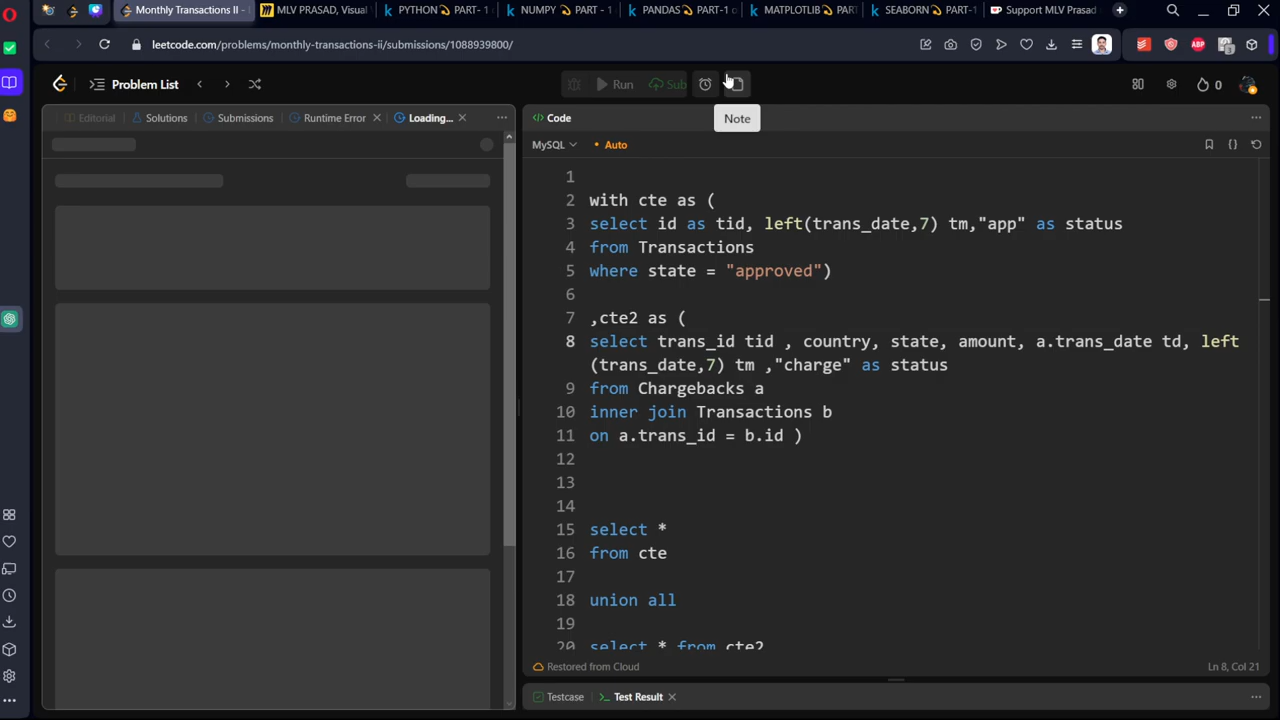 Monthly Transactions II -
MLV PRASAD, Visual
PYTHON PART- 1
NUMPY PART - 1
PANDAS PART-1 o
MATPLOTLIB PART
SEABORN PART-1
Support MLV Prasad
leetcode.com/problems/monthly-transactions-ii/submissions/1088939800/
Problem List
Run
Sub
0
Note
Editorial
Solutions
Submissions
Runtime Error
Loading...
</> Code
MySQL
Auto
1
2 with cte as (
3 select id as tid, left(trans_date,7) tm,"app" as status
4 from Transactions
5 where state = "approved")
6
7 ,cte2 as (
8 select trans_id tid , country, state, amount, a.trans_date td, left
(trans_date,7) tm ,"charge" as status
9 from Chargebacks a
10 inner join Transactions b
11 on a.trans_id = b.id )
12
13
14
15 select *
16 from cte
17
18 union all
19
20 select * from cte2
Restored from Cloud
Ln 8, Col 21
Testcase
Test Result